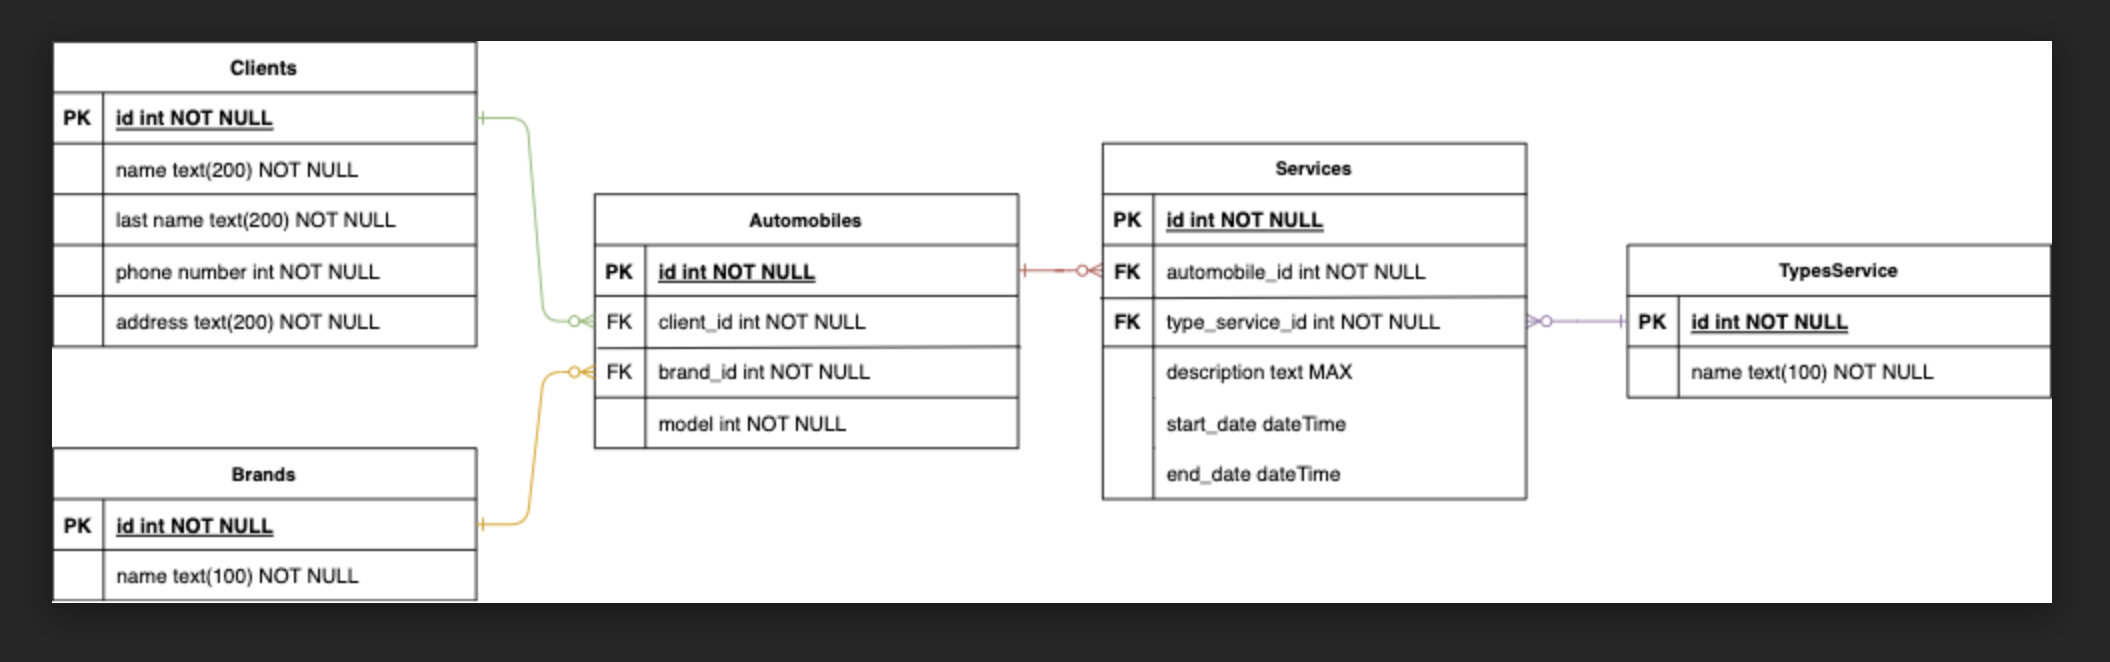 Clients
PK id int NOT NULL
name text(200) NOT NULL
last name text(200) NOT NULL
phone number int NOT NULL
address text(200) NOT NULL
Brands
PK id int NOT NULL
name text(100) NOT NULL
Automobiles
PK id int NOT NULL
FK client_id int NOT NULL
FK brand_id int NOT NULL
model int NOT NULL
Services
PK id int NOT NULL
FK automobile_id int NOT NULL
FK type_service_id int NOT NULL
description text MAX
start_date dateTime
end_date dateTime
TypesService
PK id int NOT NULL
name text(100) NOT NULL